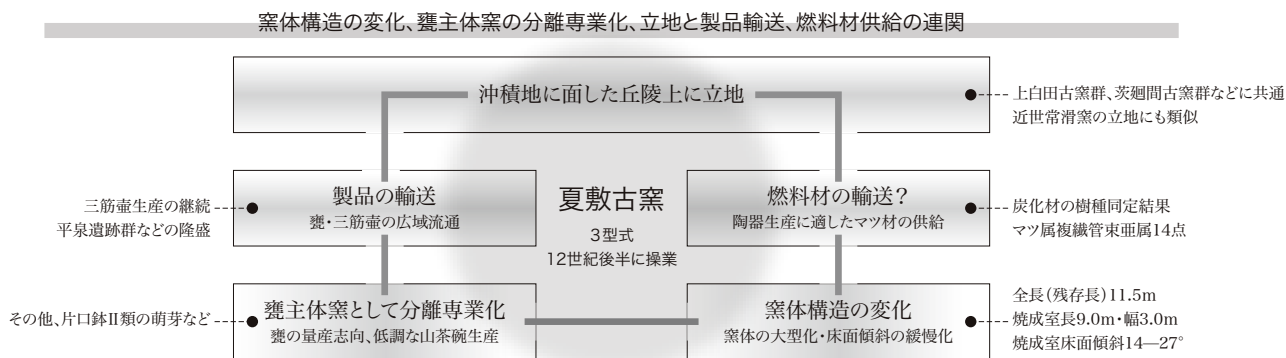 窯体構造の変化、甕主体窯の分離専業化、立地と製品輸送、燃料材供給の連関
沖積地に面した丘陵上に立地
上白田古窯群、茨廻間古窯群などに共通
近世常滑窯の立地にも類似
三筋壺生産の継続
平泉遺跡群などの隆盛
製品の輸送
甕・三筋壺の広域流通
夏敷古窯
3型式
12世紀後半に操業
燃料材の輸送?
陶器生産に適したマツ材の供給
炭化材の樹種同定結果
マツ属複維管束亜属14点
その他、片口鉢Ⅱ類の萌芽など
甕主体窯として分離専業化
甕の量産志向、低調な山茶碗生産
窯体構造の変化
窯体の大型化・床面傾斜の緩慢化
全長(残存長)11.5m
焼成室長9.0m・幅3.0m
焼成室床面傾斜14—27°